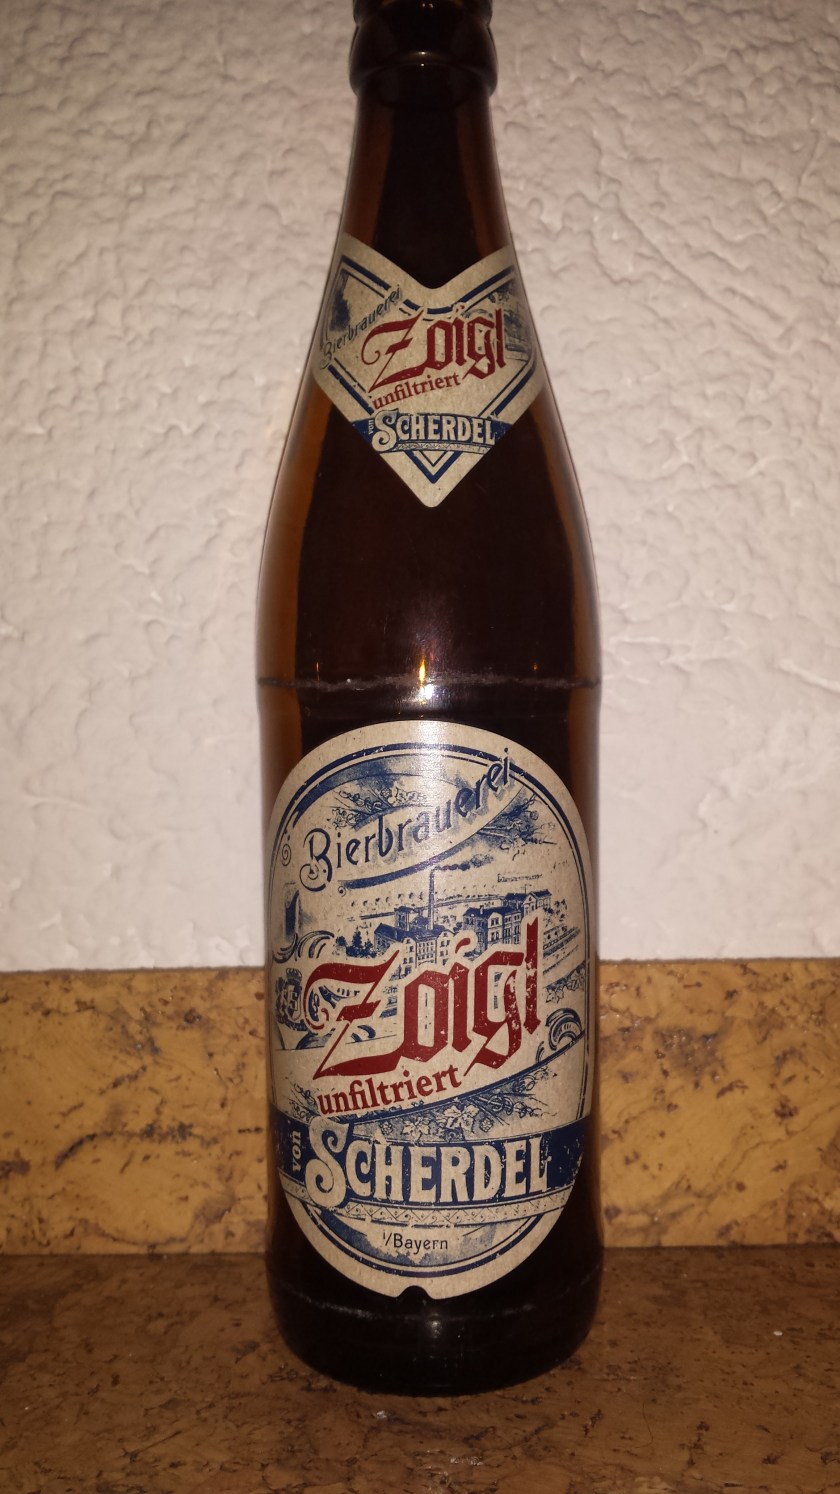 Bierbrauerei
Zoigl
unfiltriert
von SCHERDEL
Bierbrauerei
Zoigl
unfiltriert
von SCHERDEL
i/Bayern